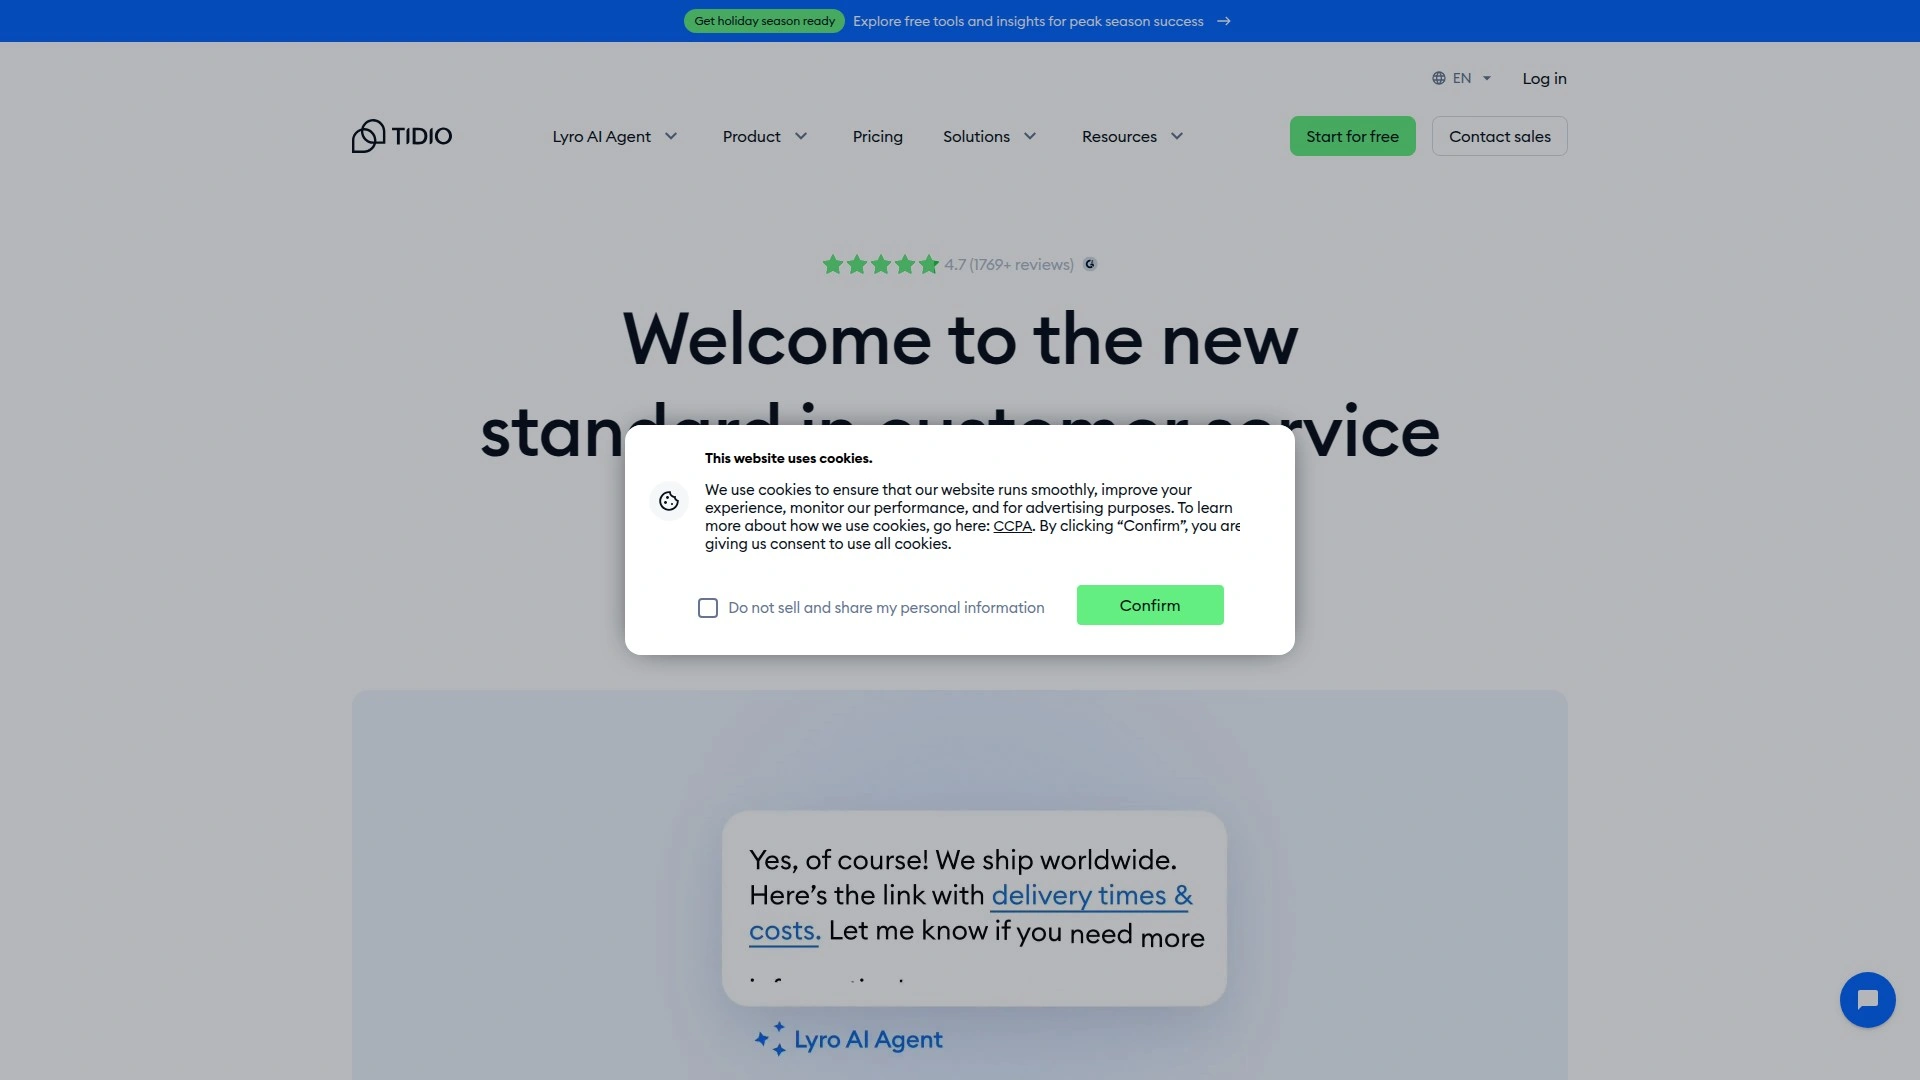 Get holiday season ready Explore free tools and insights for peak season success →
EN Log in
TIDIO Lyro AI Agent Product Pricing Solutions Resources Start for free Contact sales
4.7 (1769+ reviews)
Welcome to the new
standard in customer service
This website uses cookies.
We use cookies to ensure that our website runs smoothly, improve your
experience, monitor our performance, and for advertising purposes. To learn
more about how we use cookies, go here: CCPA. By clicking “Confirm”, you are
giving us consent to use all cookies.
Do not sell and share my personal information Confirm
Yes, of course! We ship worldwide.
Here’s the link with delivery times &
costs. Let me know if you need more
Lyro AI Agent